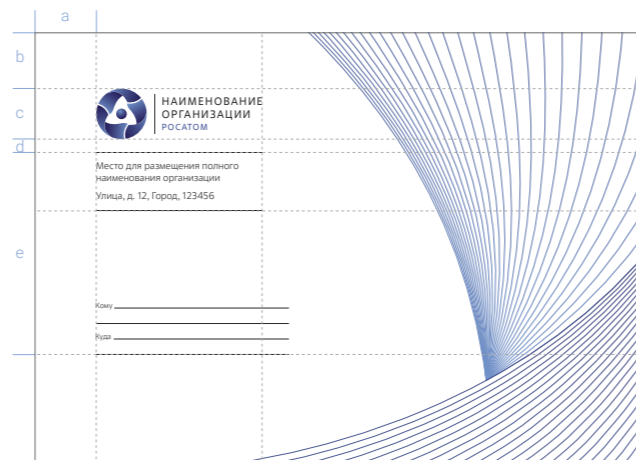 a
b
c
НАИМЕНОВАНИЕ
ОРГАНИЗАЦИИ
РОСАТОМ
d
Место для размещения полного
наименования организации
Улица, д. 12, Город, 123456
e
Кому
Куда